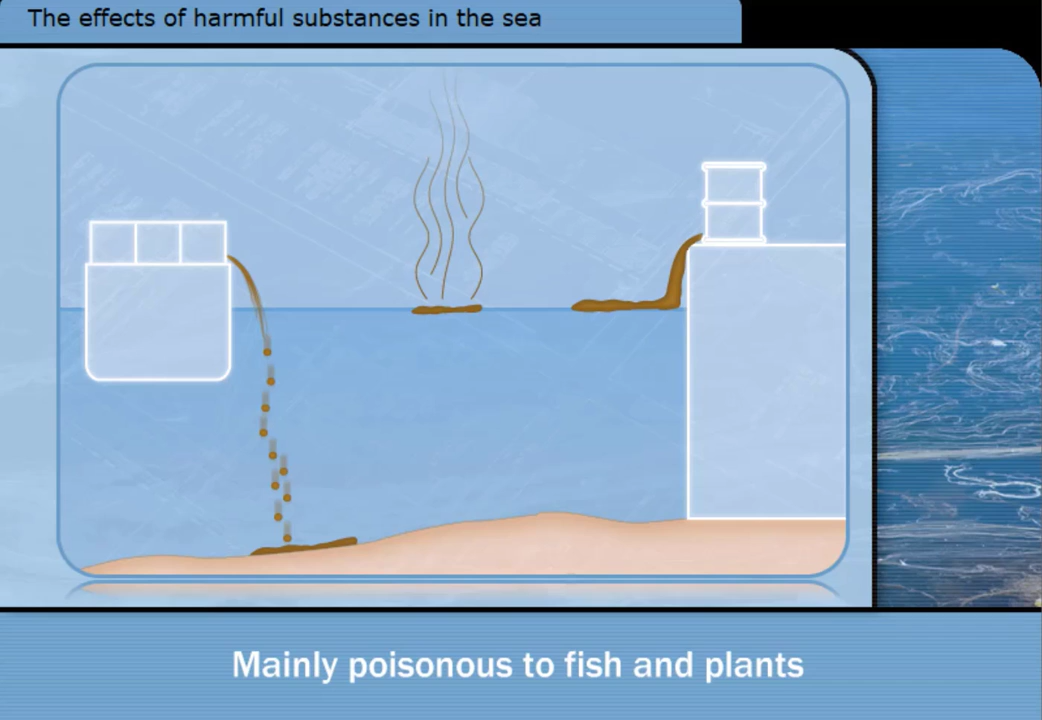 The effects of harmful substances in the sea
Mainly poisonous to fish and plants